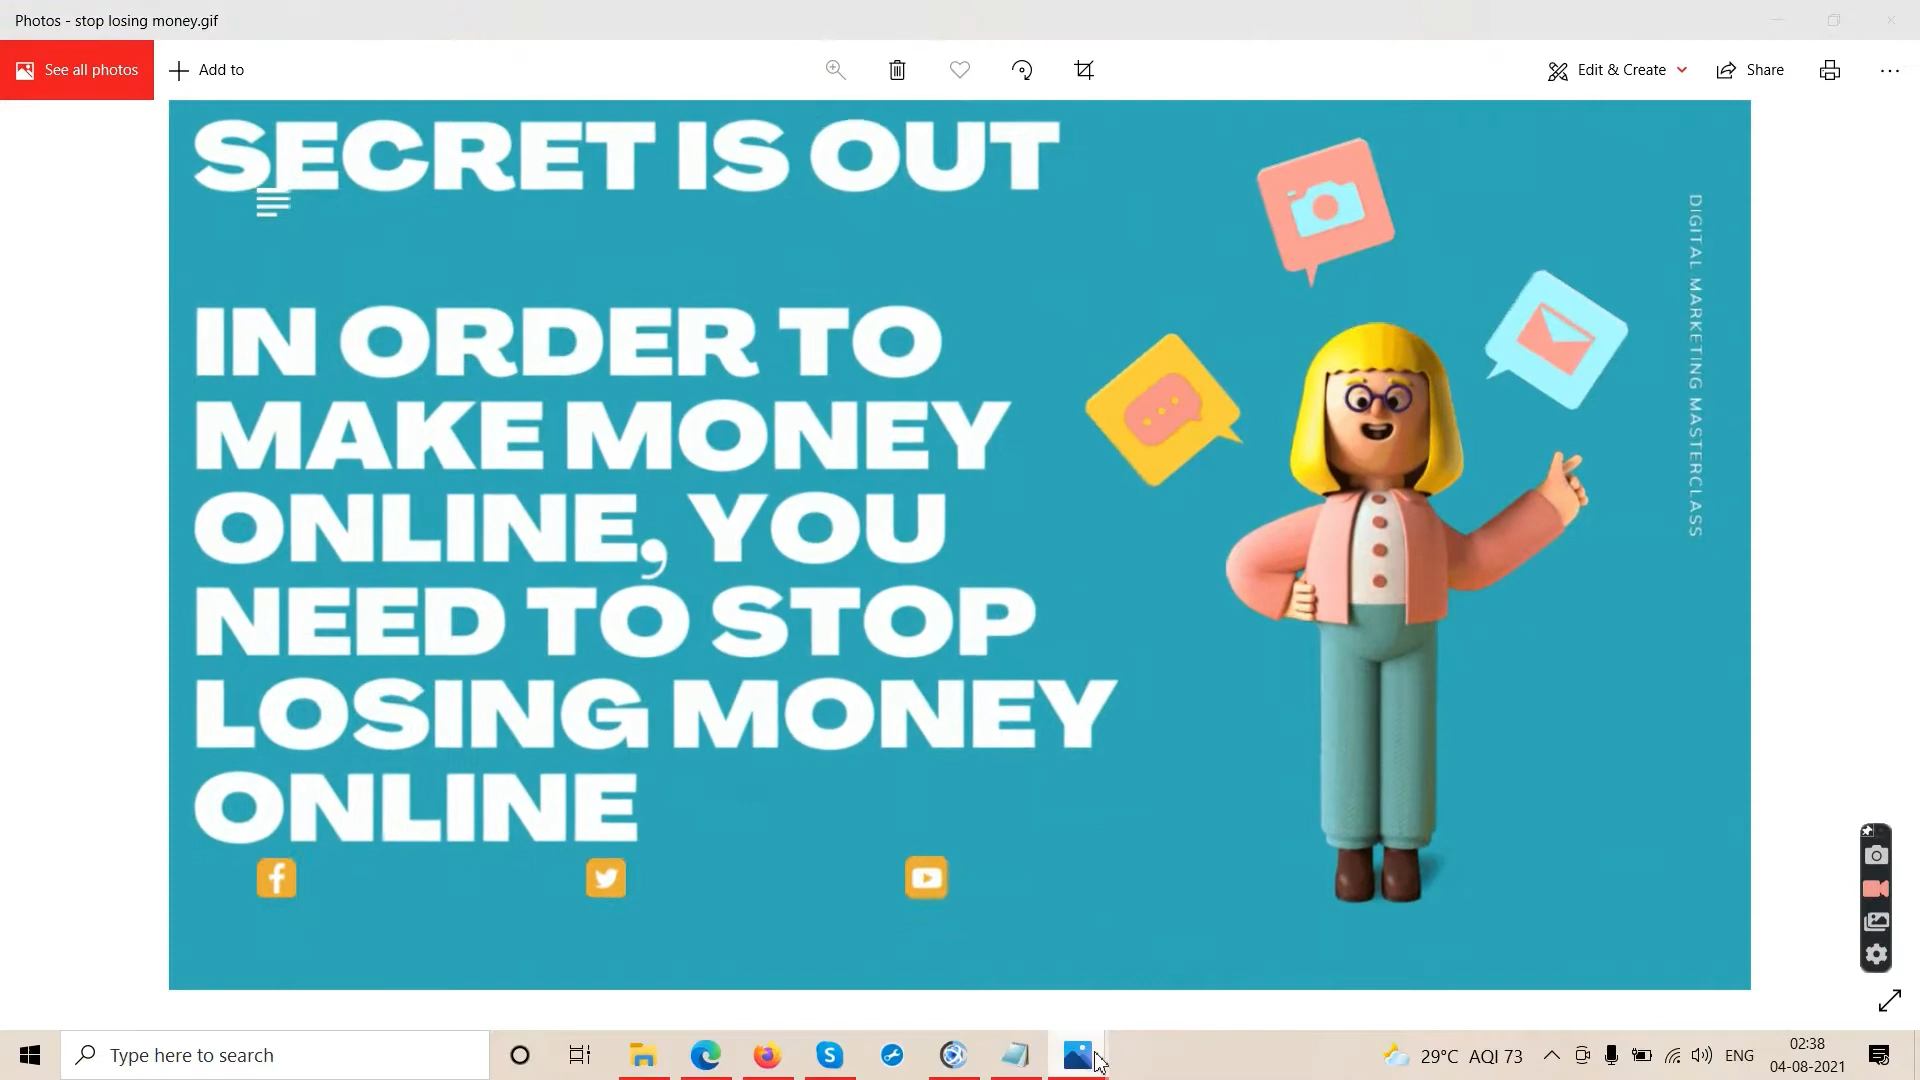 Photos - stop losing money.gif
See all photos
Add to
Edit & Create
Share
SECRET IS OUT
IN ORDER TO
MAKE MONEY
ONLINE, YOU
NEED TO STOP
LOSING MONEY
ONLINE
DIGITAL MARKETING MASTERCLASS
Type here to search
29°C AQI 73
ENG
02:38
04-08-2021